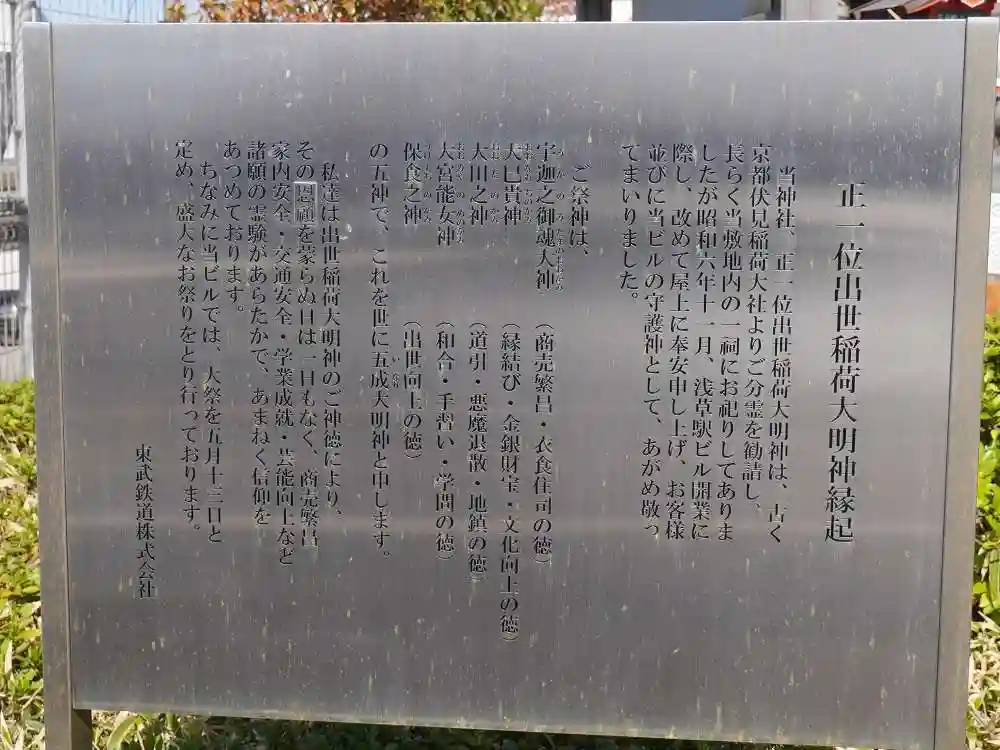 正一位出世稲荷大明神縁起
当神社、正一位出世稲荷大明神は、古く
京都伏見稲荷大社よりご分霊を勧請し、
長らく当敷地内の一祠にお祀りしてありま
したが昭和六年十一月、浅草駅ビル開業に
際し、改めて屋上に奉安申し上げ、お客様
並びに当ビルの守護神として、あがめ敬っ
てまいりました。
ご祭神は、
宇迦之御魂大神（商売繁昌・衣食住司の徳）
大巳貴神（縁結び・金銀財宝・文化向上の徳）
大田之神（道引・悪魔退散・地鎮の徳）
大宮能女神（和合・手習い・学問の徳）
保食之神（出世向上の徳）
の五神で、これを世に五成大明神と申します。
私達は出世稲荷大明神のご神徳により、
その恩顧を蒙らぬ日は一日もなく、商売繁昌
家内安全・交通安全・学業成就・芸能向上など
諸願の霊験があらたかで、あまねく信仰を
あつめております。
ちなみに当ビルでは、大祭を五月十三日と
定め、盛大なお祭りをとり行っております。
東武鉄道株式会社